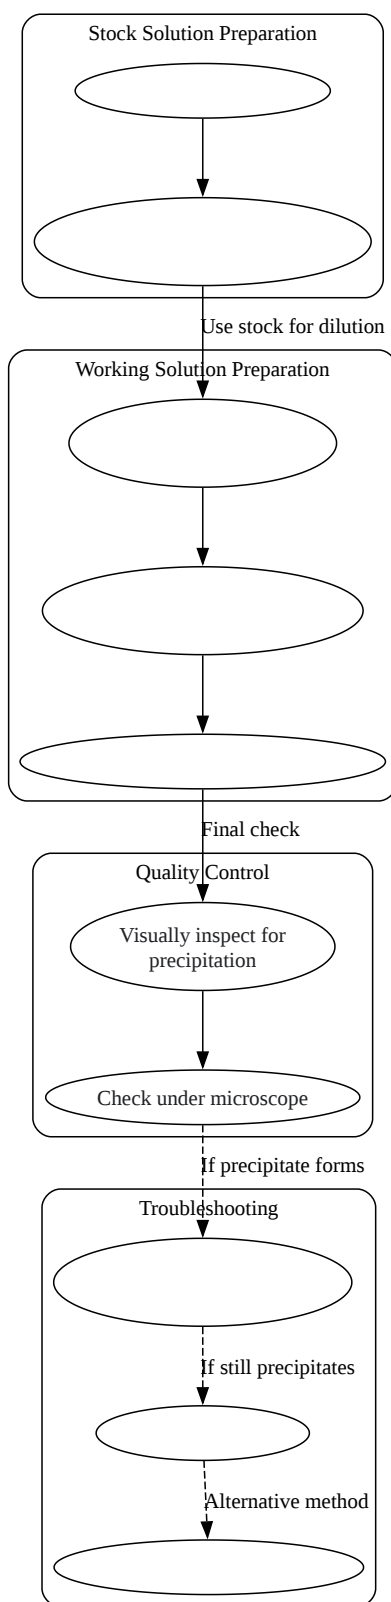 Stock Solution Preparation
Use stock for dilution
Working Solution Preparation
Final check
Quality Control
Visually inspect for
precipitation
Check under microscope
If precipitate forms
Troubleshooting
If still precipitates
Alternative method